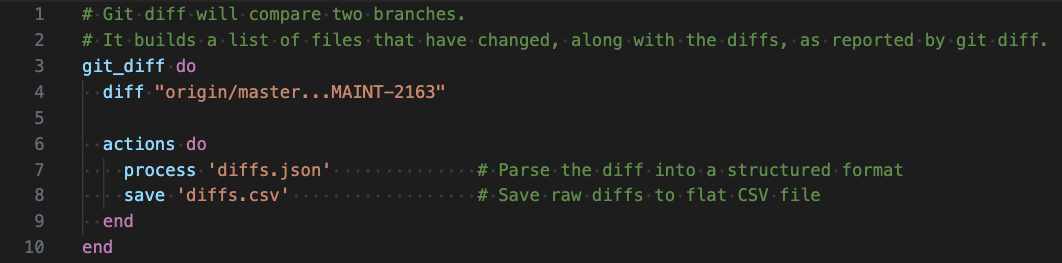 1 # Git diff will compare two branches.
2 # It builds a list of files that have changed, along with the diffs, as reported by git diff.
3 git_diff do
4   diff "origin/master...MAINT-2163"
5
6   actions do
7     process 'diffs.json'              # Parse the diff into a structured format
8     save 'diffs.csv'                  # Save raw diffs to flat CSV file
9   end
10 end